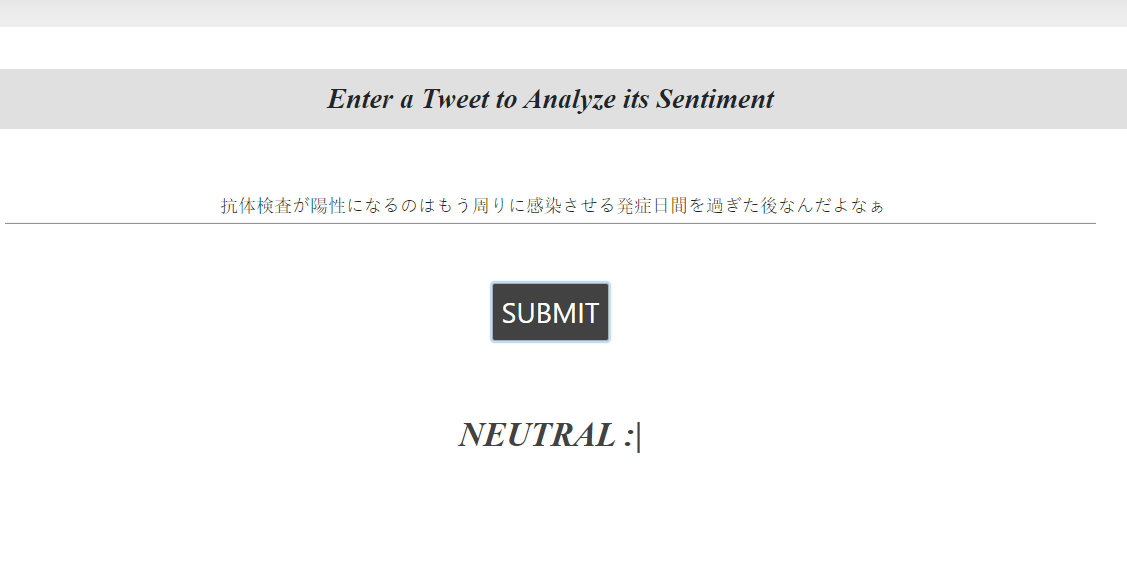 Enter a Tweet to Analyze its Sentiment
抗体検査が陽性になるのはもう周りに感染させる発症日間を過ぎた後なんだよなぁ
SUBMIT
NEUTRAL :|